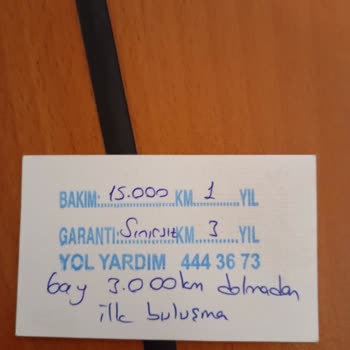 BAKIM: 15.000 KM 1 YIL
GARANTİ: Sınırsız KM 3 YIL
YOL YARDIM 444 36 73
6ay 3.000km dolmadan
ilk buluşma